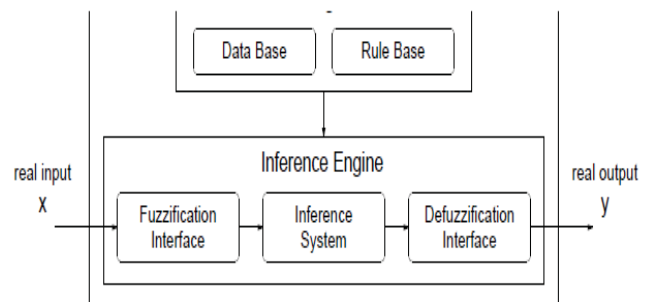 Data Base
Rule Base
Inference Engine
real input
x
real output
y
Fuzzification
Interface
Inference
System
Defuzzification
Interface